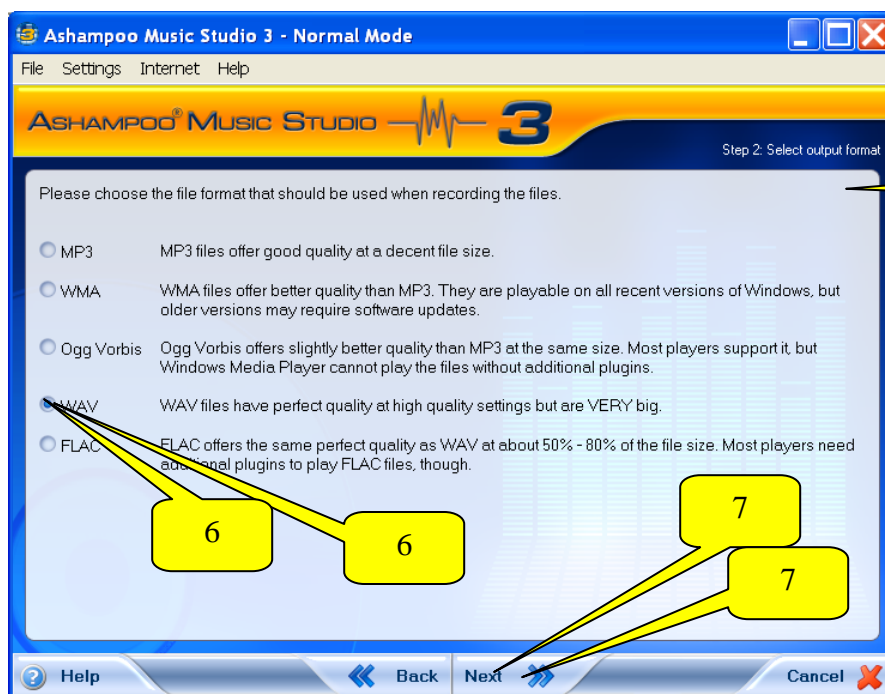 Ashampoo Music Studio 3 - Normal Mode
File Settings Internet Help
ASHAMPOO® MUSIC STUDIO 3
Step 2: Select output format
Please choose the file format that should be used when recording the files.
MP3 MP3 files offer good quality at a decent file size.
WMA WMA files offer better quality than MP3. They are playable on all recent versions of Windows, but
older versions may require software updates.
Ogg Vorbis Ogg Vorbis offers slightly better quality than MP3 at the same size. Most players support it, but
Windows Media Player cannot play the files without additional plugins.
WAV WAV files have perfect quality at high quality settings but are VERY big.
FLAC FLAC offers the same perfect quality as WAV at about 50% - 80% of the file size. Most players need
additional plugins to play FLAC files, though.
6
6
7
7
Help Back Next Cancel